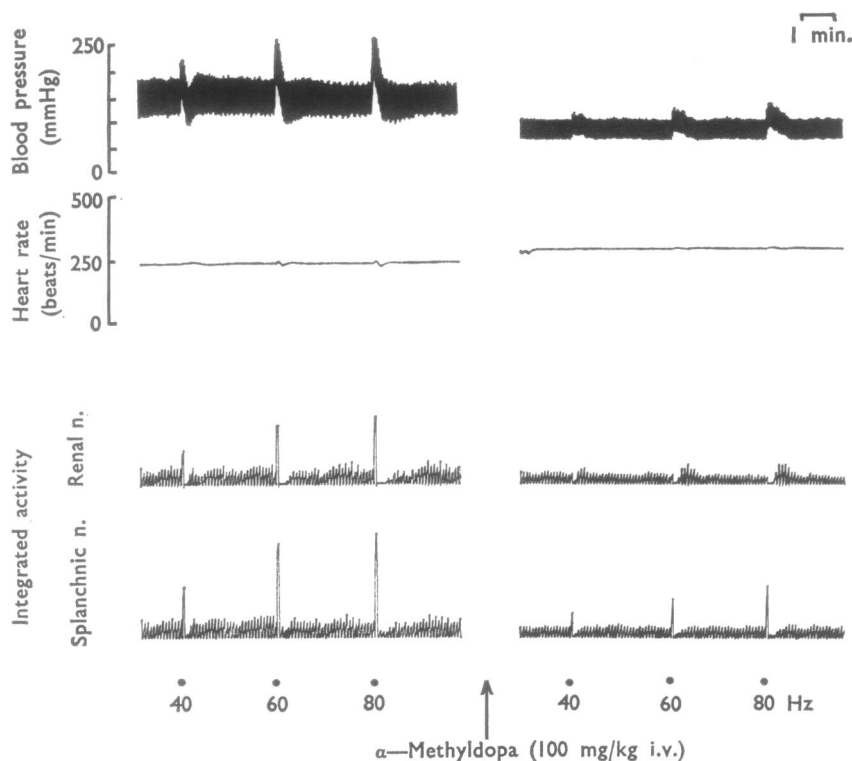 1 min.
Blood pressure
(mmHg)
250
0
Heart rate
(beats/min)
500
250
0
Integrated activity
Renal n.
Splanchnic n.
40 60 80 40 60 80 Hz
α—Methyldopa (100 mg/kg i.v.)